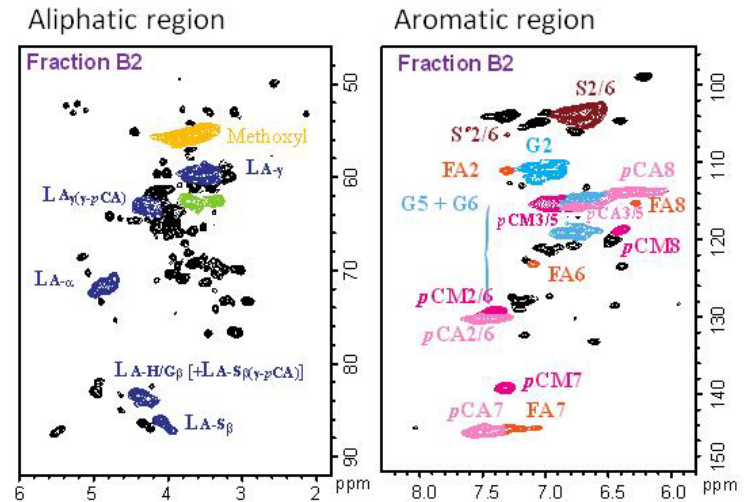 Aliphatic region
Aromatic region
Fraction B2
Methoxyl
LA-γ
LAγ(γ-pCA)
LA-α
LA-H/Gβ [+LA-Sβ(γ-pCA)]
LA-Sβ
50
60
70
80
90
6
5
4
3
2
ppm
Fraction B2
S2/6
S'2/6
G2
FA2
pCA8
G5 + G6
pCM3/5
pCA3/5
FA8
pCM8
FA6
pCM2/6
pCA2/6
pCM7
pCA7
FA7
100
110
120
130
140
150
8.0
7.5
7.0
6.5
6.0
ppm